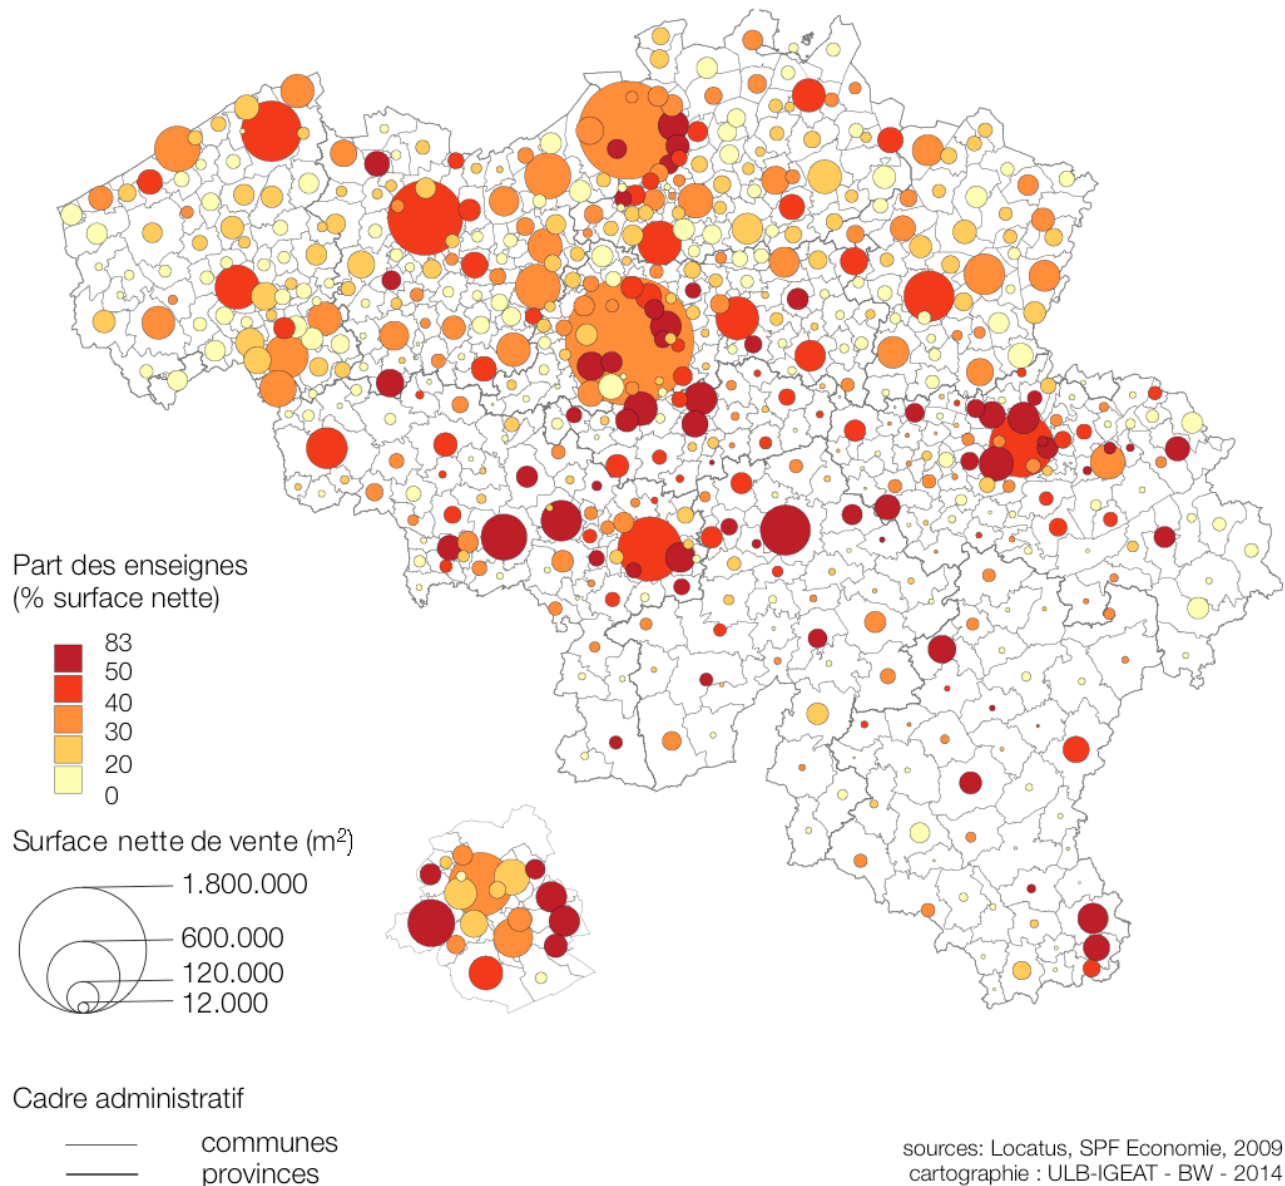 Part des enseignes
(% surface nette)
83
50
40
30
20
0
Surface nette de vente (m²)
1.800.000
600.000
120.000
12.000
Cadre administratif
communes
provinces
sources: Locatus, SPF Economie, 2009
cartographie : ULB-IGEAT - BW - 2014